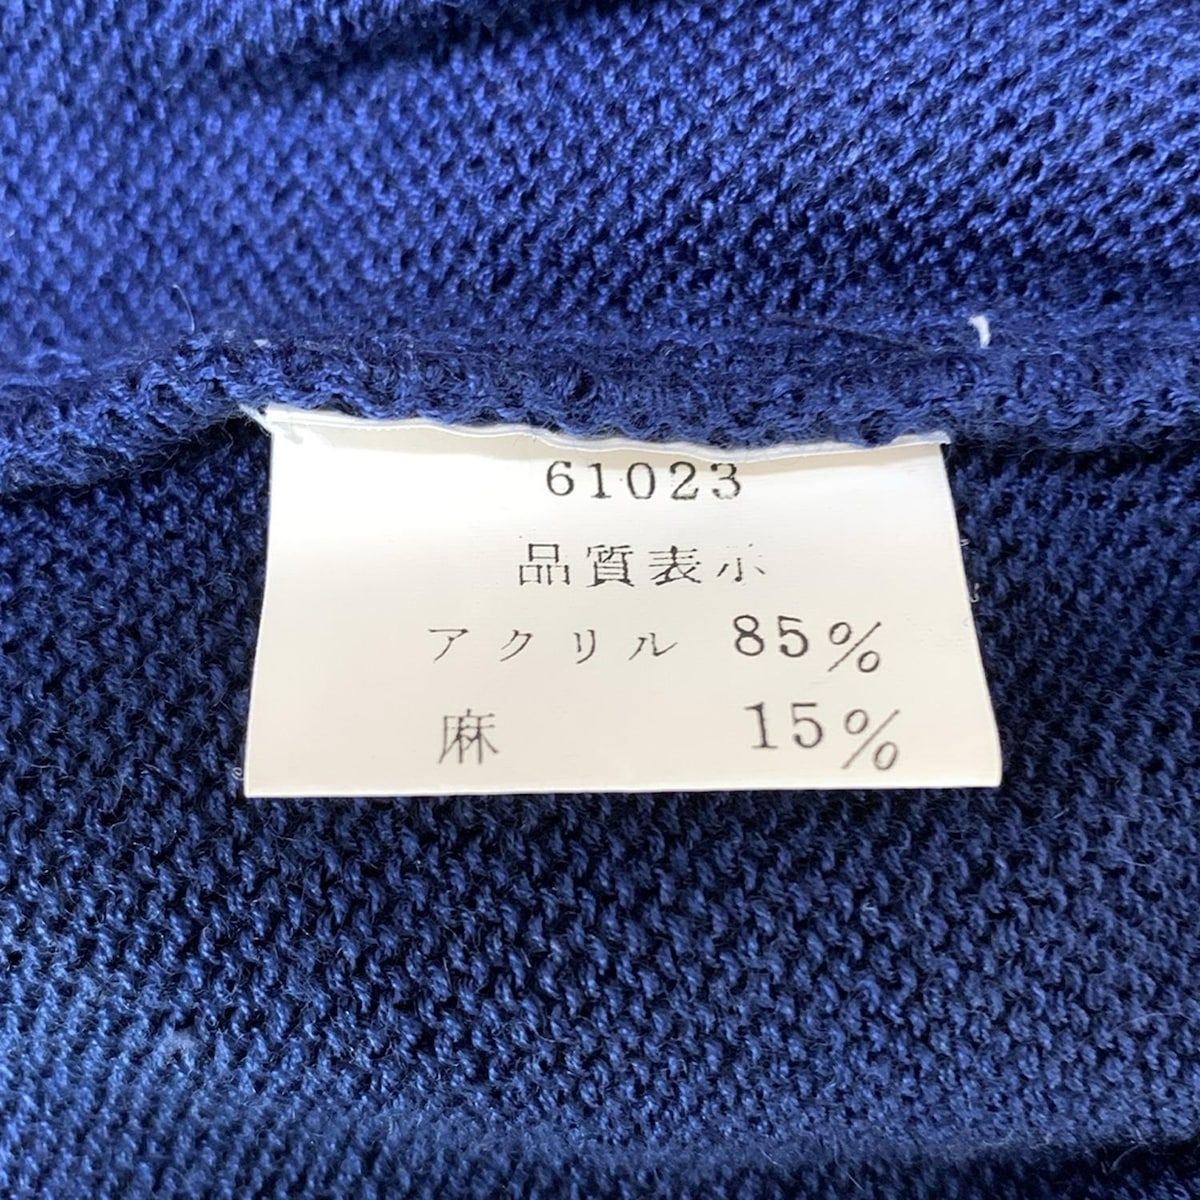 61023
品質表示
アクリル 85%
麻 15%